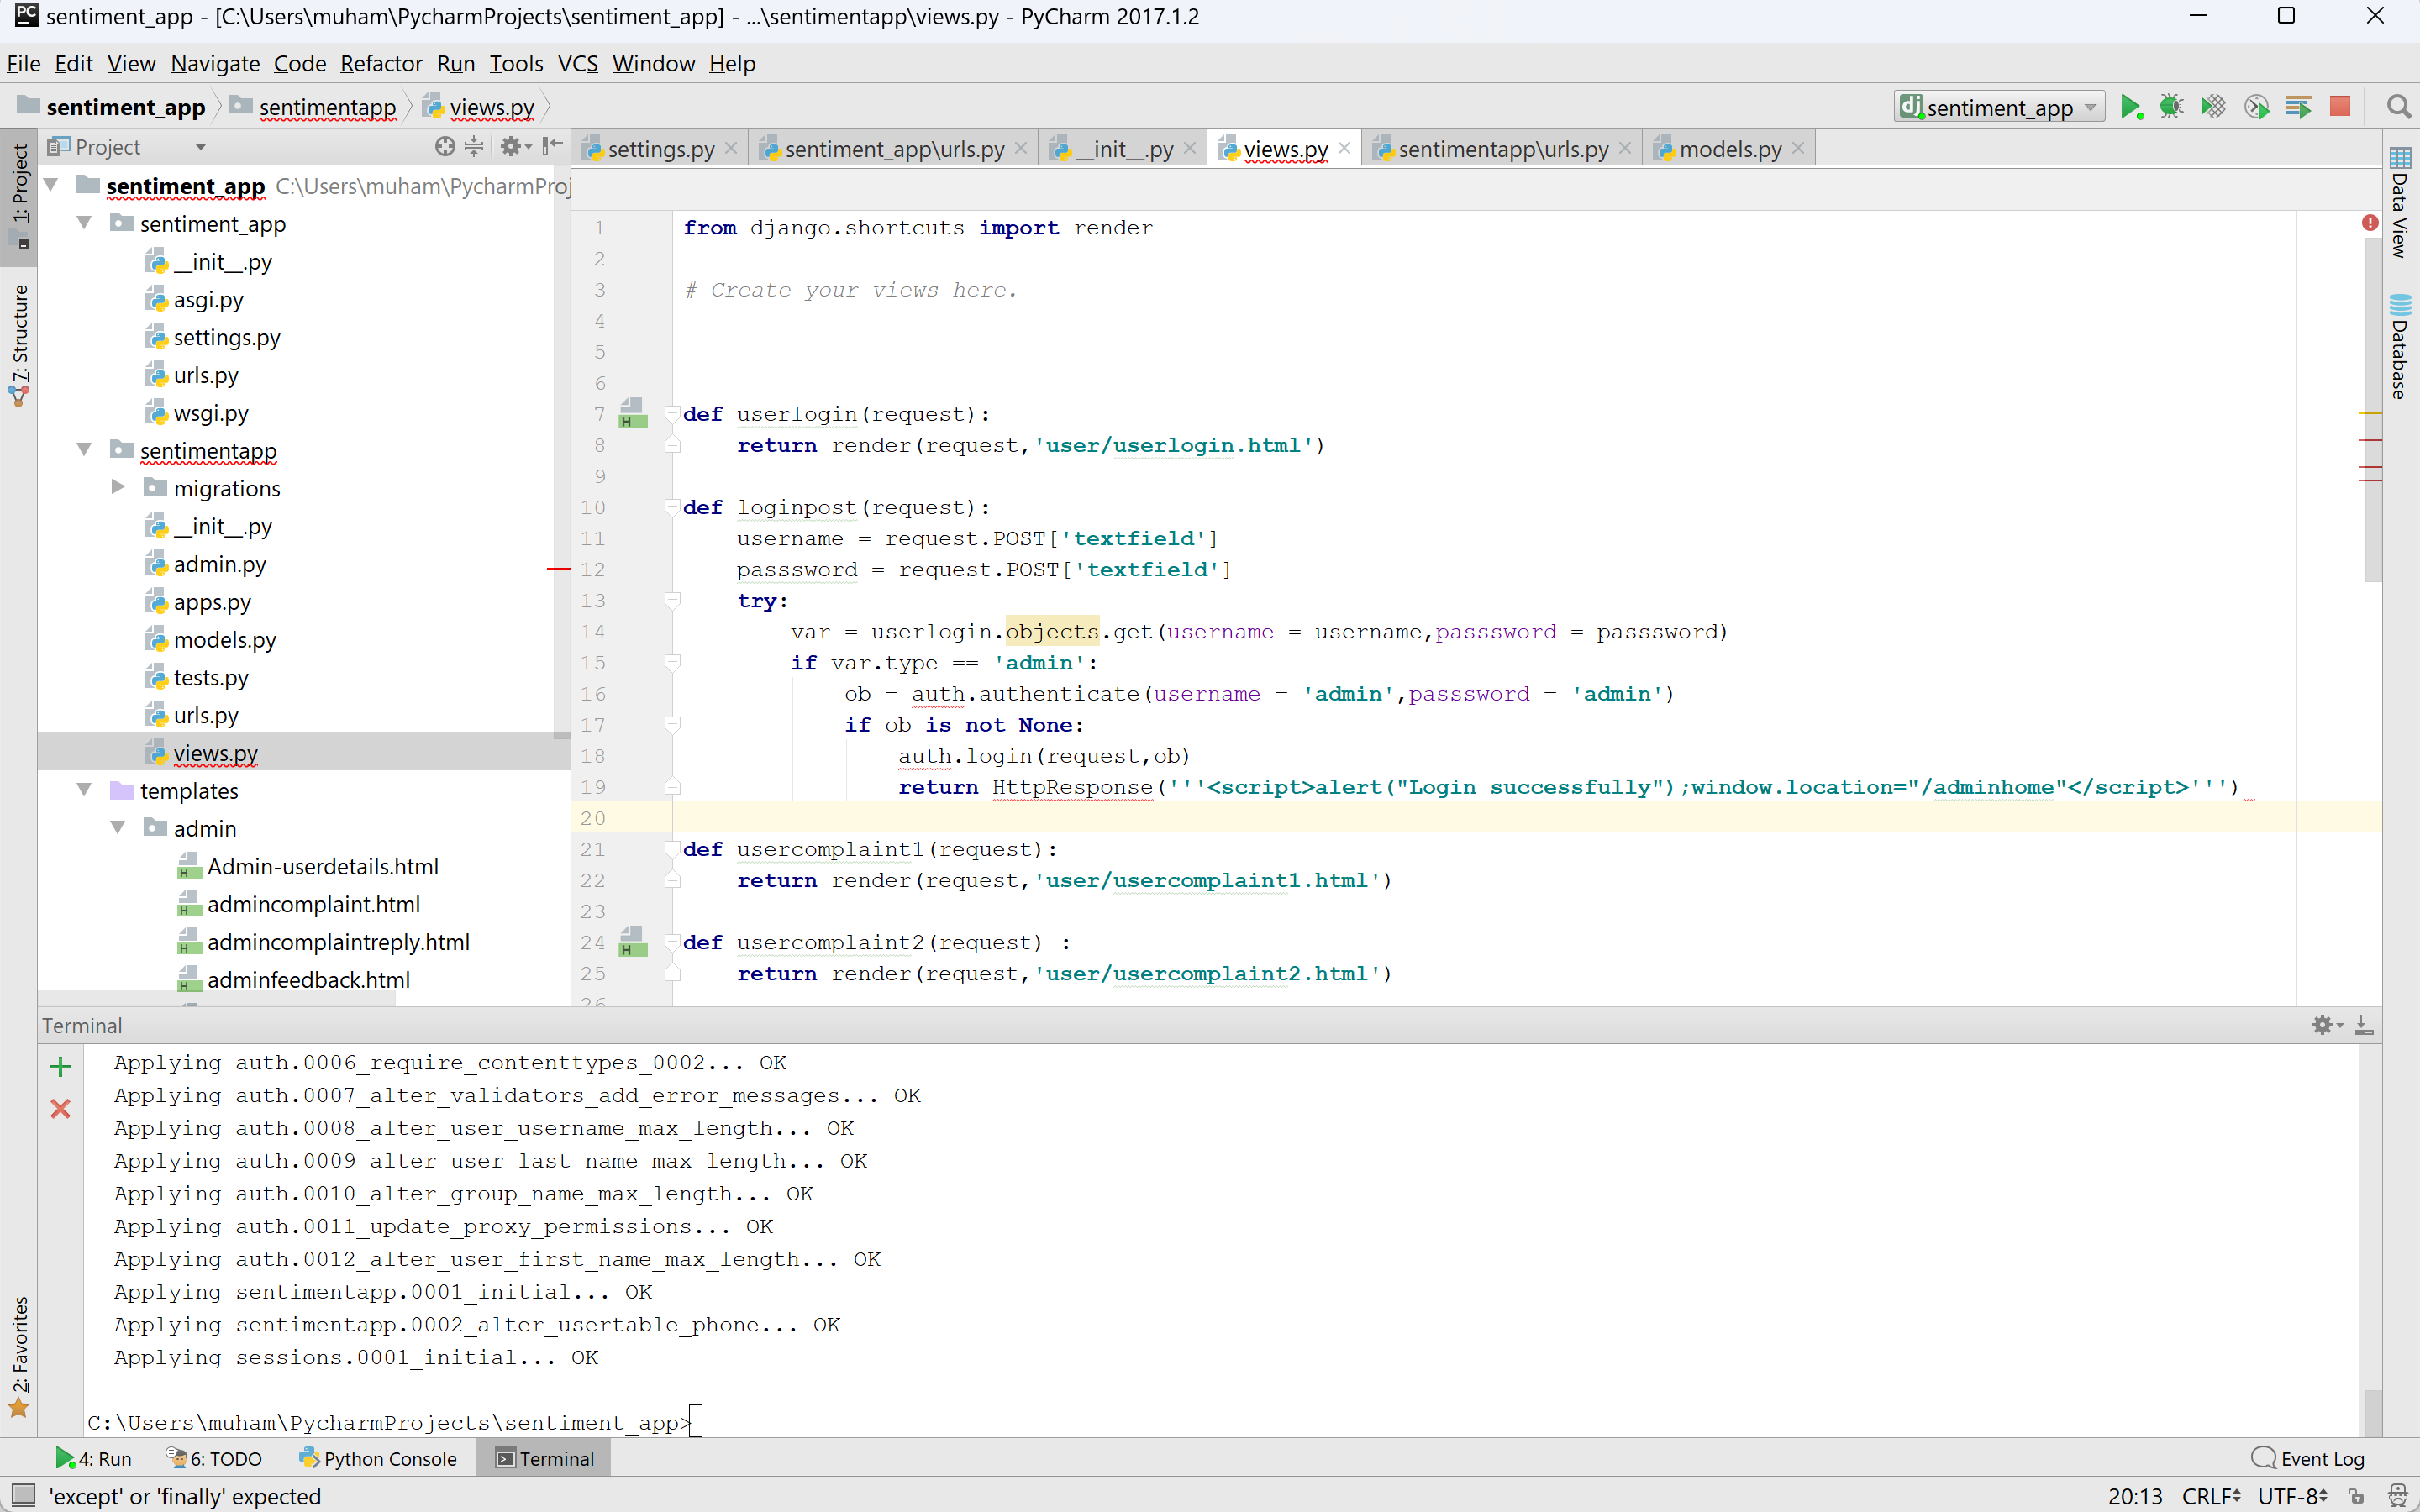 PC sentiment_app - [C:\Users\muham\PycharmProjects\sentiment_app] - ...\sentimentapp\views.py - PyCharm 2017.1.2
File Edit View Navigate Code Refactor Run Tools VCS Window Help
sentiment_app sentimentapp views.py
dj sentiment_app
Project
settings.py sentiment_app\urls.py __init__.py views.py sentimentapp\urls.py models.py
1: Project
7: Structure
2: Favorites
Data View
Database
sentiment_app C:\Users\muham\PycharmProj
sentiment_app
__init__.py
asgi.py
settings.py
urls.py
wsgi.py
sentimentapp
migrations
__init__.py
admin.py
apps.py
models.py
tests.py
urls.py
views.py
templates
admin
Admin-userdetails.html
admincomplaint.html
admincomplaintreply.html
adminfeedback.html
1 from django.shortcuts import render
2
3 # Create your views here.
4
5
6
7 def userlogin(request):
8 return render(request,'user/userlogin.html')
9
10 def loginpost(request):
11 username = request.POST['textfield']
12 passsword = request.POST['textfield']
13 try:
14 var = userlogin.objects.get(username = username,passsword = passsword)
15 if var.type == 'admin':
16 ob = auth.authenticate(username = 'admin',passsword = 'admin')
17 if ob is not None:
18 auth.login(request,ob)
19 return HttpResponse('''<script>alert("Login successfully");window.location="/adminhome"</script>''')
20
21 def usercomplaint1(request):
22 return render(request,'user/usercomplaint1.html')
23
24 def usercomplaint2(request) :
25 return render(request,'user/usercomplaint2.html')
26
Terminal
Applying auth.0006_require_contenttypes_0002... OK
Applying auth.0007_alter_validators_add_error_messages... OK
Applying auth.0008_alter_user_username_max_length... OK
Applying auth.0009_alter_user_last_name_max_length... OK
Applying auth.0010_alter_group_name_max_length... OK
Applying auth.0011_update_proxy_permissions... OK
Applying auth.0012_alter_user_first_name_max_length... OK
Applying sentimentapp.0001_initial... OK
Applying sentimentapp.0002_alter_usertable_phone... OK
Applying sessions.0001_initial... OK
C:\Users\muham\PycharmProjects\sentiment_app>
4: Run 6: TODO Python Console Terminal Event Log
'except' or 'finally' expected 20:13 CRLF UTF-8